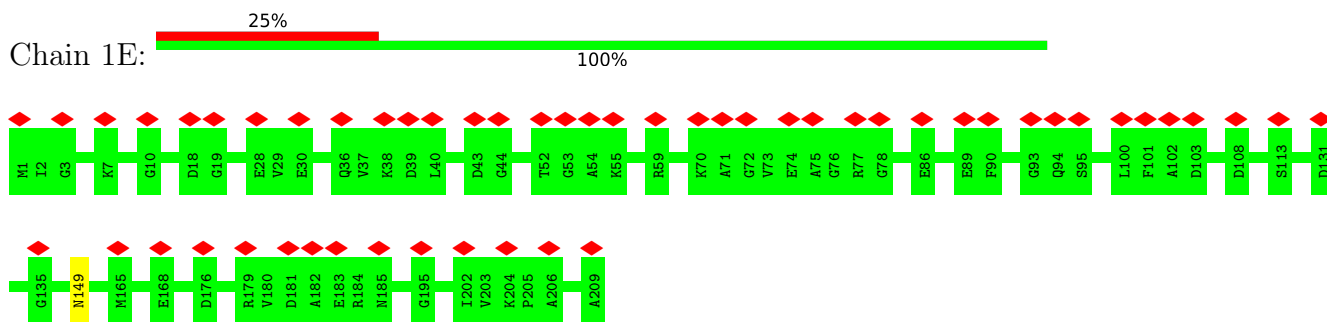 25%
Chain 1E:
100%
M1 I2 G3 K7 G10 D18 G19 E28 V29 E30 Q36 V37 K38 D39 L40 D43 G44 T52 G53 A54 K55 R59 K70 A71 G72 V73 E74 A75 G76 R77 G78 E86 E89 F90 G93 Q94 S95 L100 F101 A102 D103 D108 S113 D131
G135 N149 M165 E168 D176 R179 V180 D181 A182 E183 R184 N185 G195 I202 V203 K204 P205 A206 A209